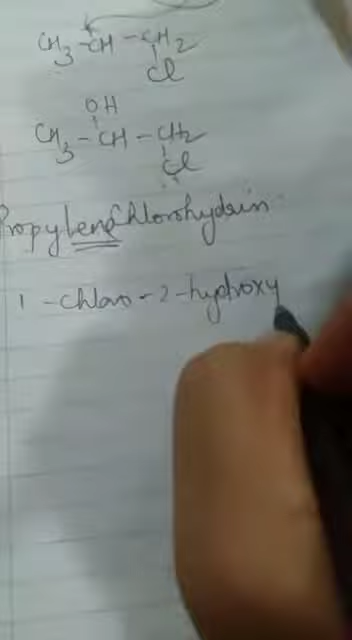 CH3 - CH - CH2
Cl
OH
CH3 - CH - CH2
Cl
Propylene Chlorohydrin
1 - chloro - 2 - hydroxy